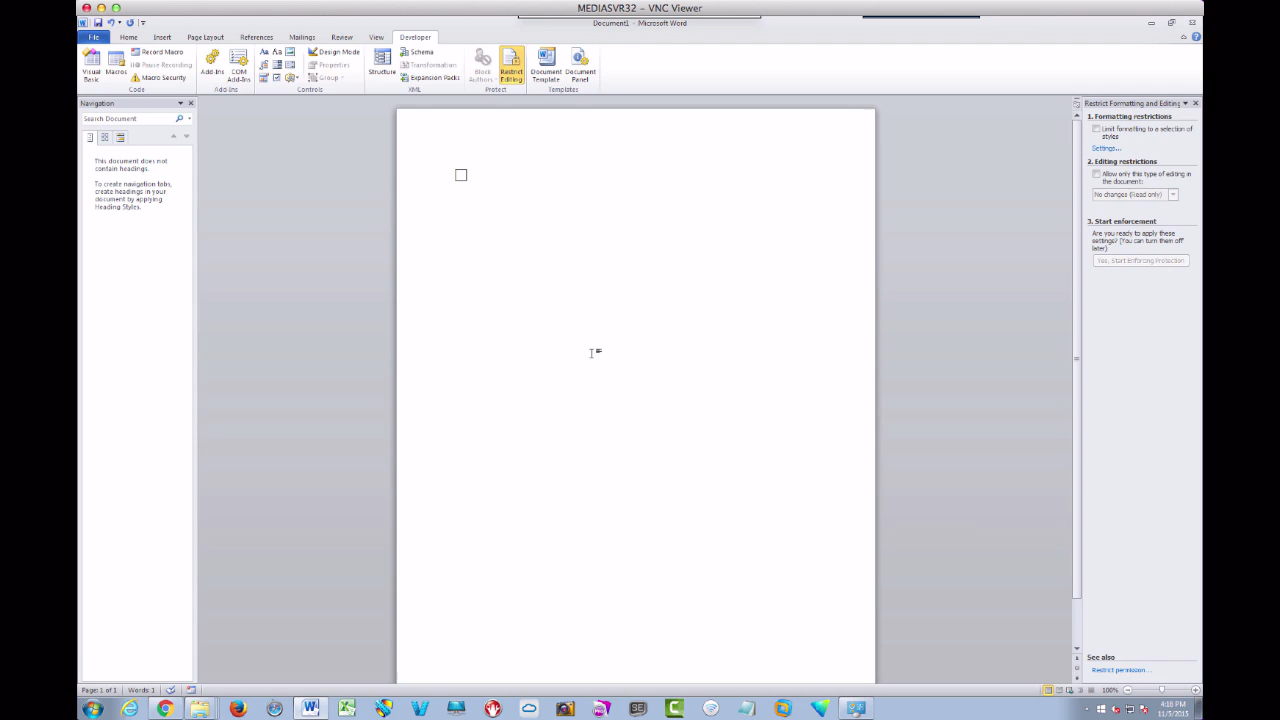 MEDIASVR32 – VNC Viewer
Document1 - Microsoft Word
File Home Insert Page Layout References Mailings Review View Developer
Visual Basic
Macros
Record Macro
Pause Recording
Macro Security
Code
Add-Ins
COM Add-Ins
Add-Ins
Aa Aa
Design Mode
Properties
Group
Controls
Structure
Schema
Transformation
Expansion Packs
XML
Block Authors
Restrict Editing
Protect
Document Template
Document Panel
Templates
Navigation
Search Document
This document does not
contain headings.
To create navigation tabs,
create headings in your
document by applying
Heading Styles.
Restrict Formatting and Editing
1. Formatting restrictions
Limit formatting to a selection of
styles
Settings...
2. Editing restrictions
Allow only this type of editing in
the document:
No changes (Read only)
3. Start enforcement
Are you ready to apply these
settings? (You can turn them off
later)
Yes, Start Enforcing Protection
See also
Restrict permission...
Page: 1 of 1 Words: 1
100%
SE
4:18 PM
11/5/2015